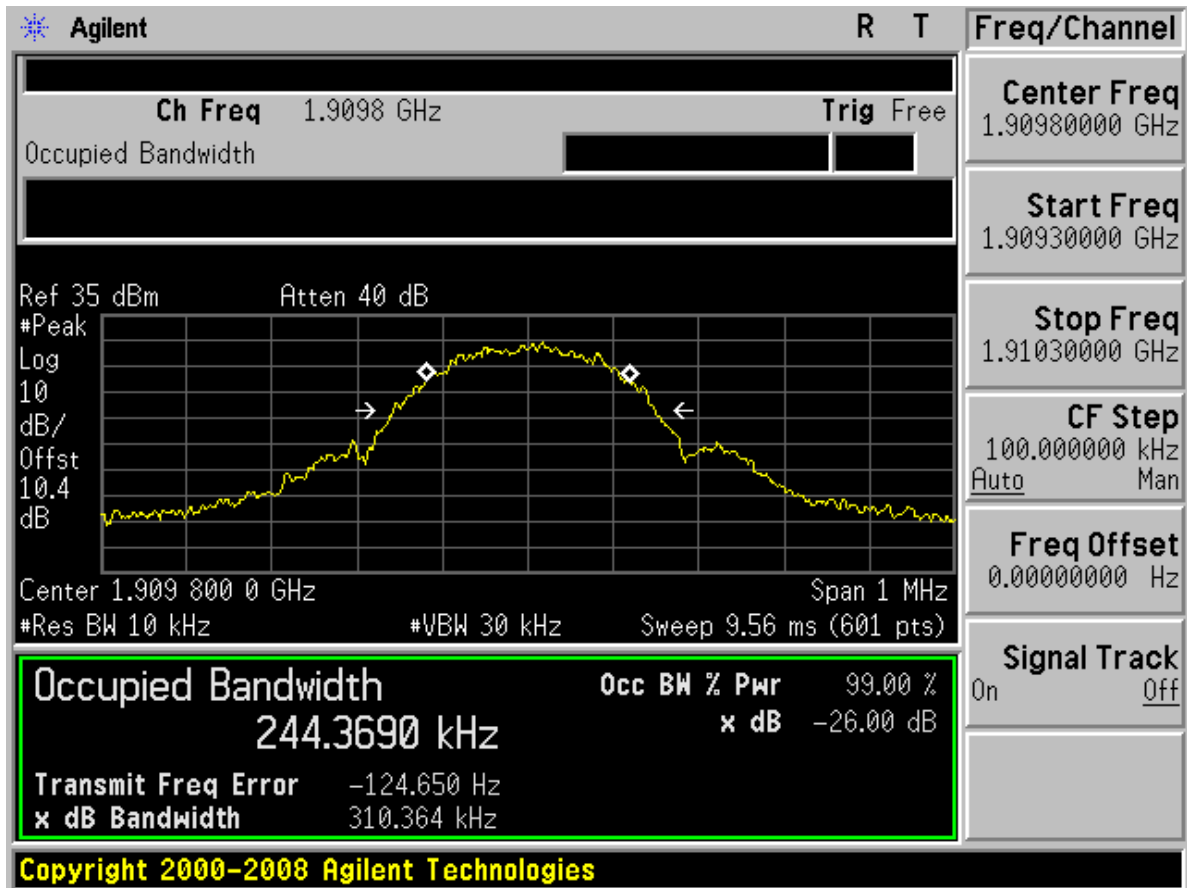 Agilent R T
Freq/Channel
Ch Freq 1.9098 GHz Trig Free
Occupied Bandwidth
Center Freq
1.90980000 GHz
Start Freq
1.90930000 GHz
Stop Freq
1.91030000 GHz
CF Step
100.000000 kHz
Auto Man
Freq Offset
0.00000000 Hz
Signal Track
On Off
Ref 35 dBm Atten 40 dB
#Peak
Log
10
dB/
Offst
10.4
dB
Center 1.909 800 0 GHz Span 1 MHz
#Res BW 10 kHz #VBW 30 kHz Sweep 9.56 ms (601 pts)
Occupied Bandwidth
244.3690 kHz
Occ BW % Pwr 99.00 %
x dB -26.00 dB
Transmit Freq Error -124.650 Hz
x dB Bandwidth 310.364 kHz
Copyright 2000-2008 Agilent Technologies